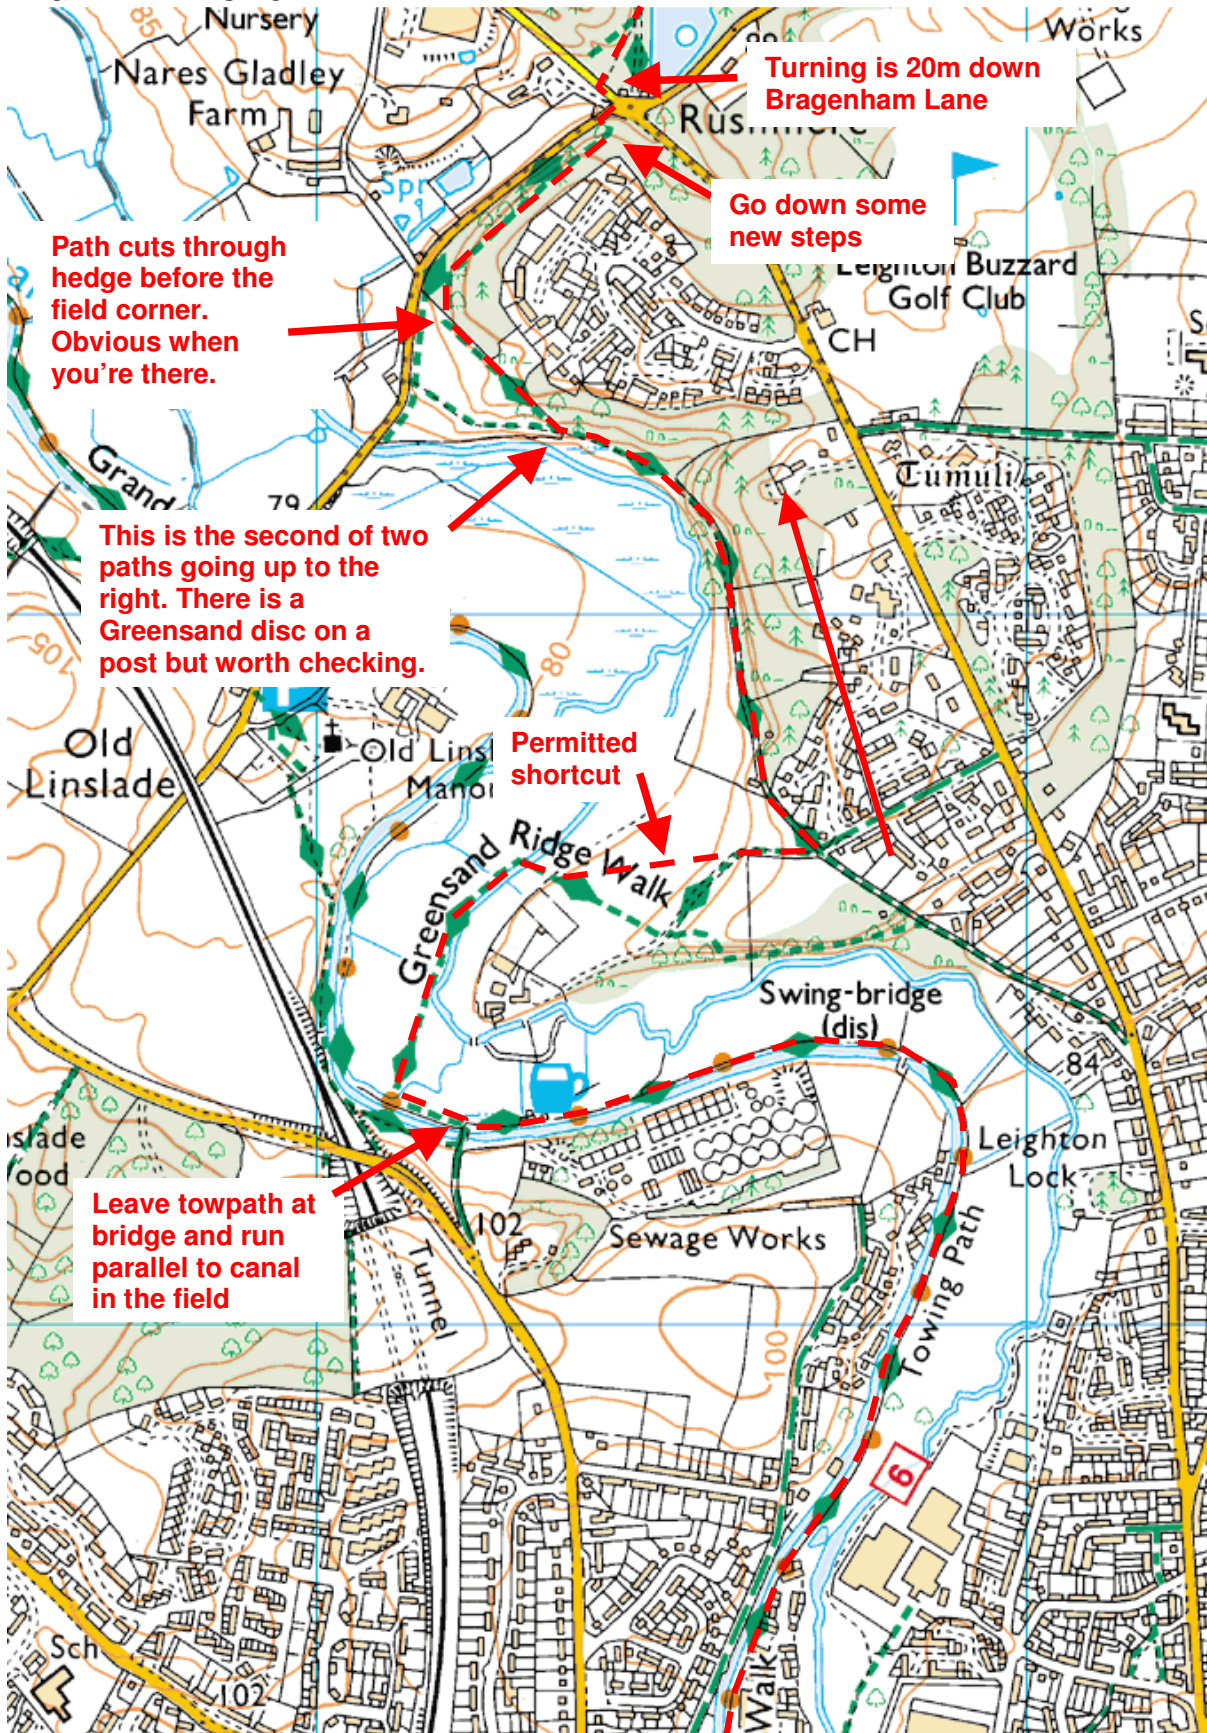 Nursery
85
Works
Nares Gladley
Farm
Turning is 20m down
Bragenham Lane
Spr
Go down some
new steps
Path cuts through
hedge before the
field corner.
Obvious when
you're there.
Leighton Buzzard
Golf Club
CH
Grand
79
Tumuli
This is the second of two
paths going up to the
right. There is a
Greensand disc on a
post but worth checking.
105
80
Old
Linslade
Permitted
shortcut
Greensand Ridge Walk
Swing-bridge
(dis)
84
Leighton
Lock
Leave towpath at
bridge and run
parallel to canal
in the field
102
Sewage Works
Tunnel
Towing Path
100
6
Sch
102
Walk